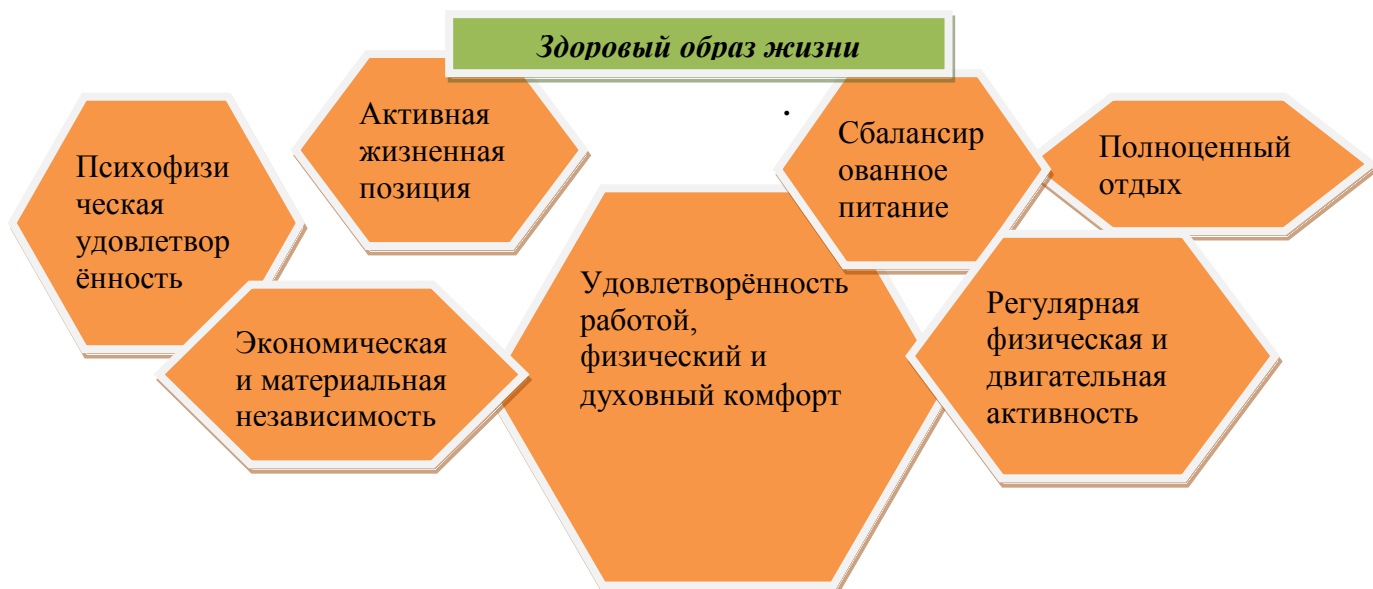 Здоровый образ жизни
.
Психофизи
ческая
удовлетвор
ённость
Активная
жизненная
позиция
Экономическая
и материальная
независимость
Удовлетворённость
работой,
физический и
духовный комфорт
Сбалансир
ованное
питание
Полноценный
отдых
Регулярная
физическая и
двигательная
активность